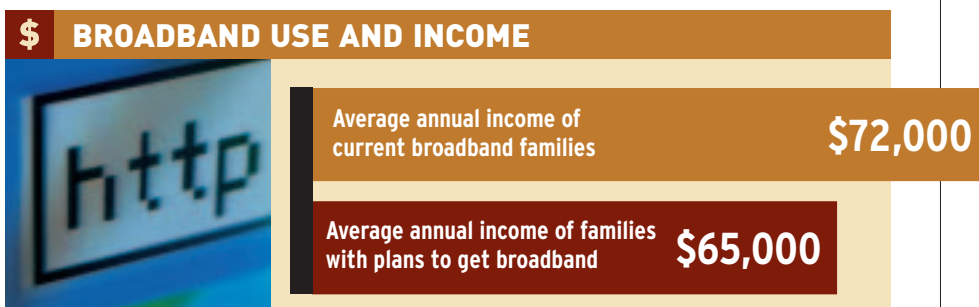 $ BROADBAND USE AND INCOME
http
Average annual income of
current broadband families
$72,000
Average annual income of families
with plans to get broadband
$65,000